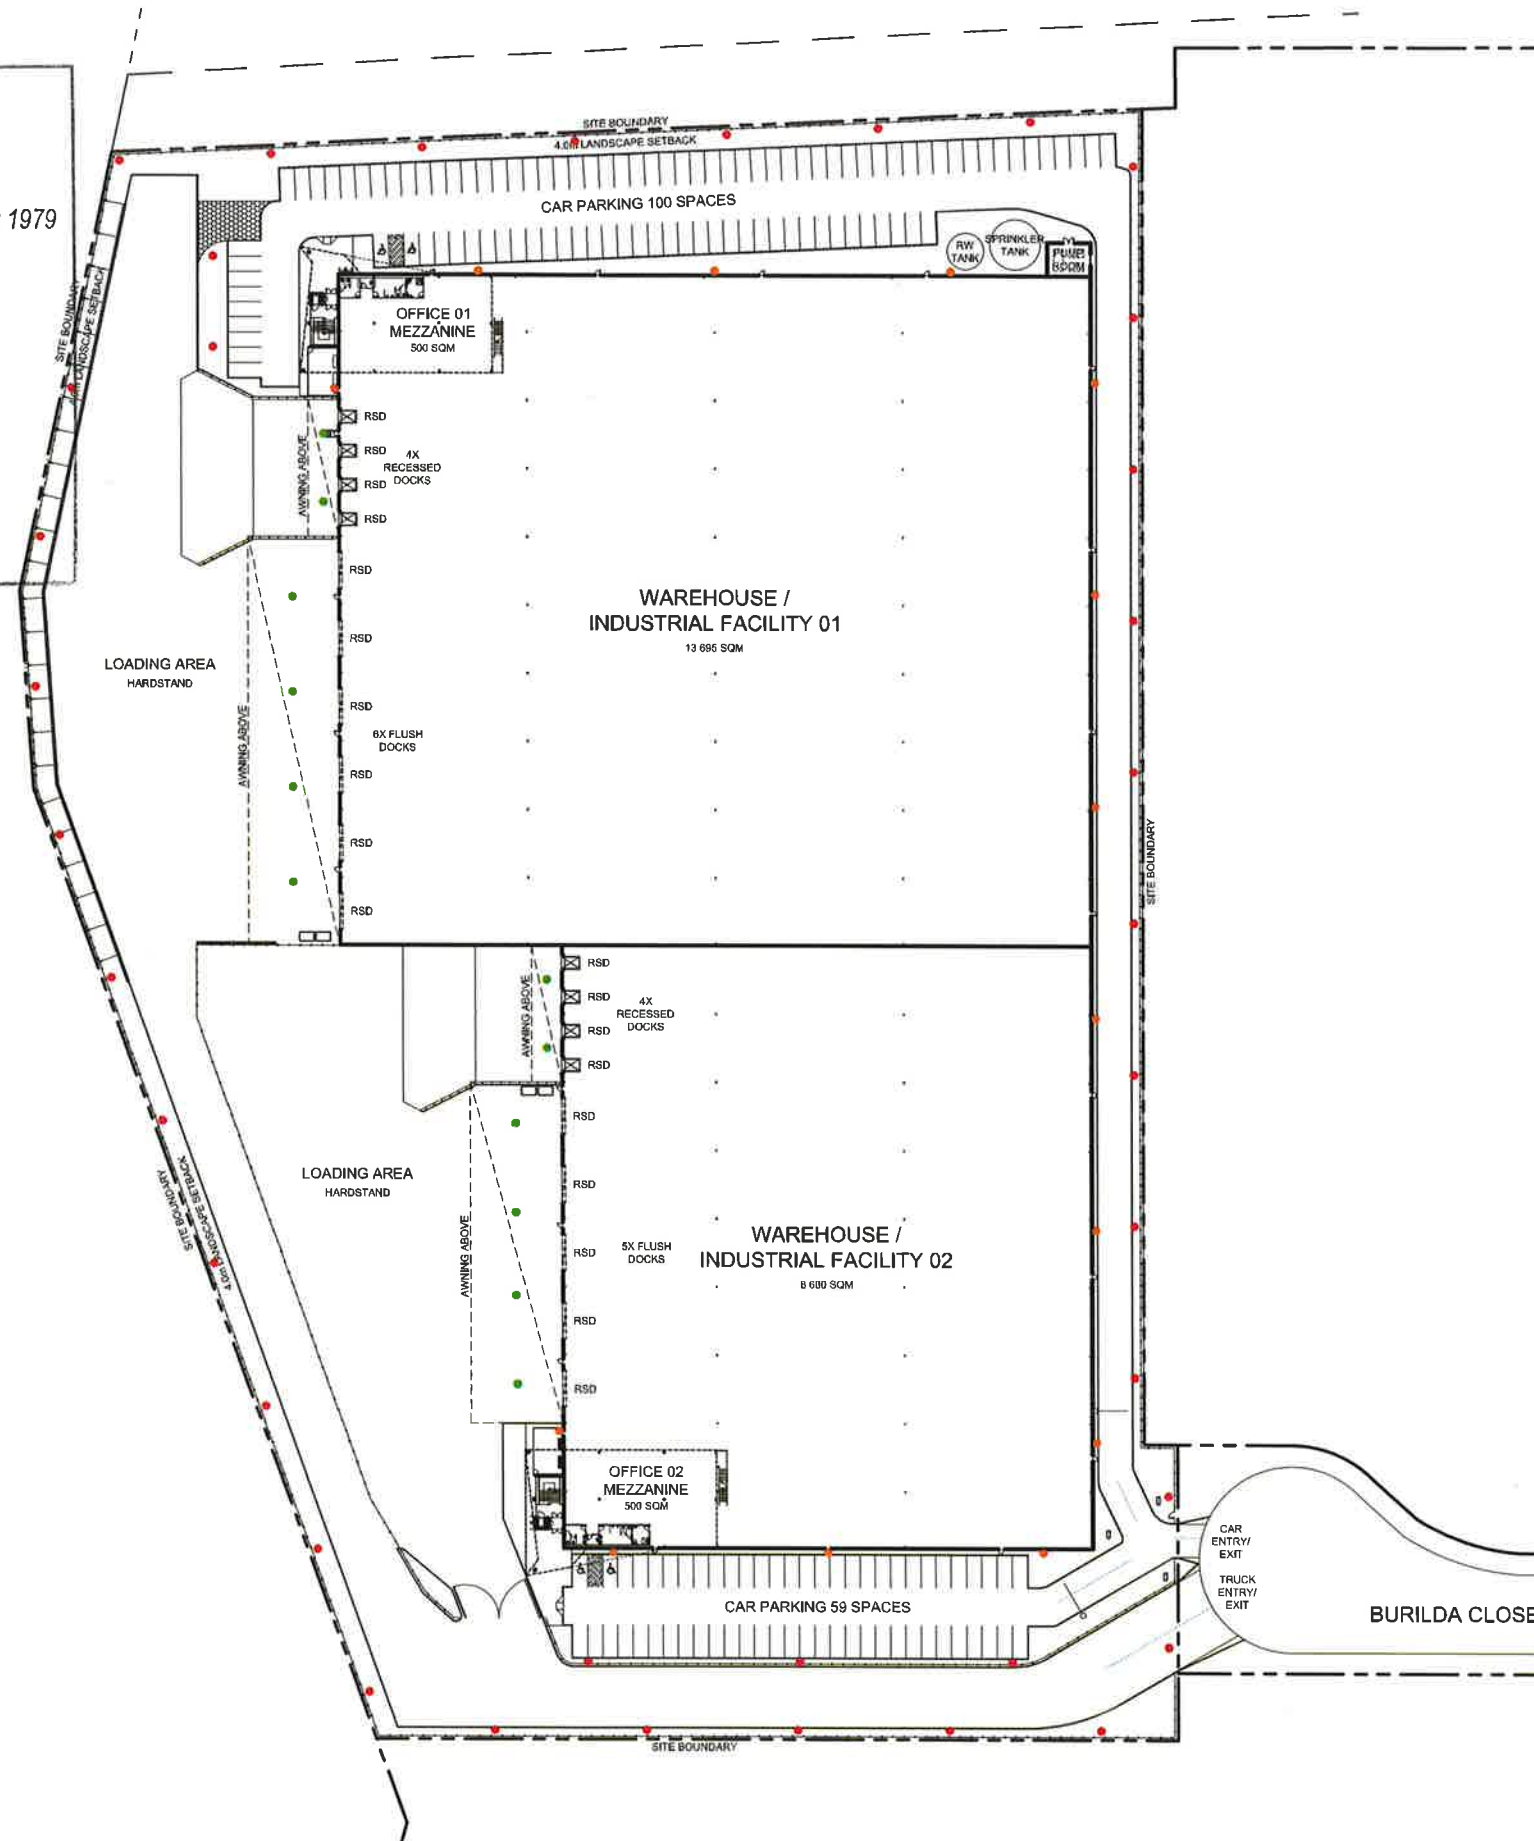 SITE BOUNDARY
4.0m LANDSCAPE SETBACK
1979
CAR PARKING 100 SPACES
RW
TANK
SPRINKLER
TANK
PUMP
ROOM
SITE BOUNDARY
LANDSCAPE SETBACK
OFFICE 01
MEZZANINE
500 SQM
RSD
RSD
RSD
RSD
4X
RECESSED
DOCKS
AWNING ABOVE
RSD
RSD
RSD
RSD
RSD
RSD
6X FLUSH
DOCKS
AWNING ABOVE
WAREHOUSE /
INDUSTRIAL FACILITY 01
13 695 SQM
LOADING AREA
HARDSTAND
SITE BOUNDARY
RSD
RSD
RSD
RSD
4X
RECESSED
DOCKS
AWNING ABOVE
RSD
RSD
RSD
RSD
RSD
5X FLUSH
DOCKS
AWNING ABOVE
LOADING AREA
HARDSTAND
SITE BOUNDARY
4.0m LANDSCAPE SETBACK
WAREHOUSE /
INDUSTRIAL FACILITY 02
SQM
OFFICE 02
MEZZANINE
500 SQM
CAR
ENTRY/
EXIT
TRUCK
ENTRY/
EXIT
CAR PARKING 59 SPACES
BURILDA CLOSE
SITE BOUNDARY